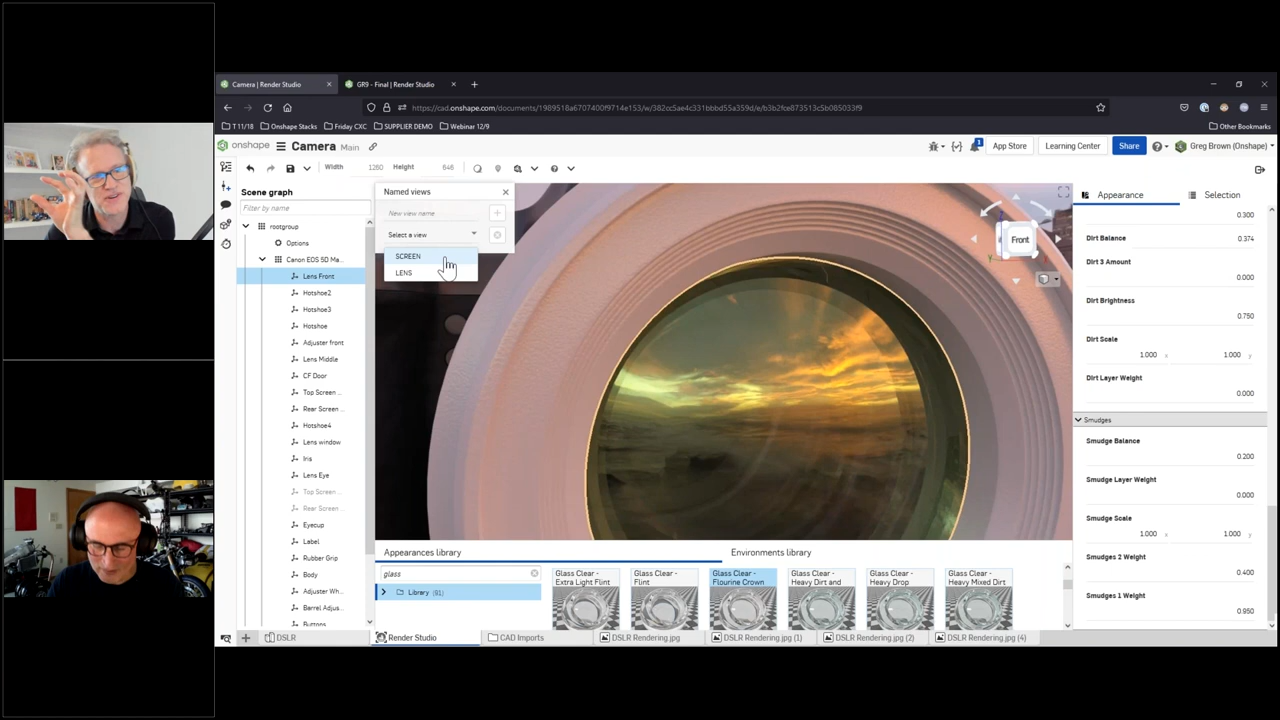 Camera | Render Studio
GR9 - Final | Render Studio
https://cad.onshape.com/documents/1989518a6707400f9714e153/w/382cc5ae4c331bbbd55a359d/e/b3b2fce873513c5b085033f9
T 11/18
Onshape Stacks
Friday CXC
SUPPLIER DEMO
Webinar 12/9
Other Bookmarks
onshape
Camera Main
App Store
Learning Center
Share
Greg Brown (Integrat...
Width 1260 Height 646
Scene graph
Filter by name
rootgroup
Options
Canon EOS 5D Ma...
Lens Front
Hotshoe2
Hotshoe3
Hotshoe
Adjuster front
Lens Middle
CF Door
Top Screen ...
Rear Screen ...
Hotshoe4
Lens window
Iris
Lens Eye
Top Screen ...
Rear Screen ...
Eyecup
Label
Rubber Grip
Body
Adjuster Wh...
Barrel Adjus...
Buttons
Named views
New view name
Select a view
SCREEN
LENS
Front
Appearance
Selection
0.300
Dirt Balance
0.374
Dirt 3 Amount
0.000
Dirt Brightness
0.750
Dirt Scale
1.000 x 1.000 y
Dirt Layer Weight
0.000
Smudges
Smudge Balance
0.200
Smudge Layer Weight
0.000
Smudge Scale
1.000 x 1.000 y
Smudges 2 Weight
0.400
Smudges 1 Weight
0.950
Appearances library
Environments library
glass
Library (91)
Glass Clear - Extra Light Flint
Glass Clear - Flint
Glass Clear - Flourine Crown
Glass Clear - Heavy Dirt and
Glass Clear - Heavy Drop
Glass Clear - Heavy Mixed Dirt
DSLR
Render Studio
CAD Imports
DSLR Rendering jpg
DSLR Rendering jpg (1)
DSLR Rendering jpg (2)
DSLR Rendering jpg (4)